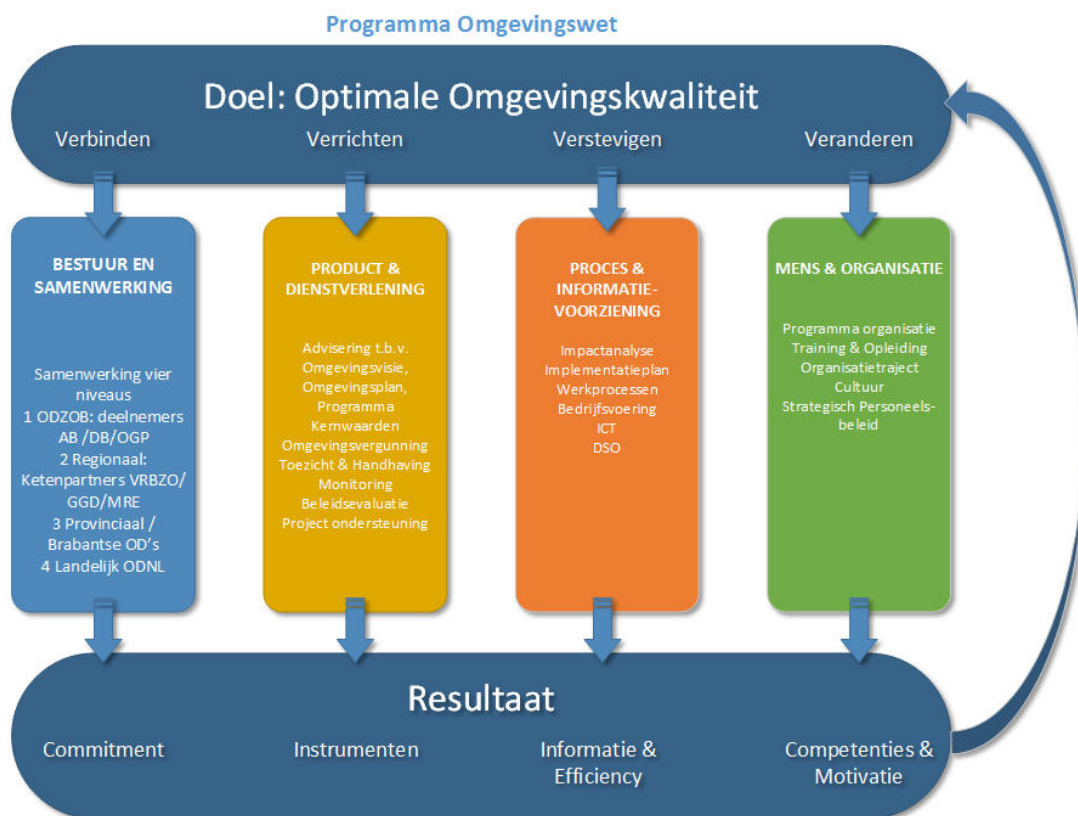 Programma Omgevingswet
Doel: Optimale Omgevingskwaliteit
Verbinden
Verrichten
Verstevigen
Veranderen
BESTUUR EN
SAMENWERKING
Samenwerking vier
niveaus
1 ODZOB: deelnemers
AB /DB/OGP
2 Regionaal:
Ketenpartners VRBZO/
GGD/MRE
3 Provinciaal /
Brabantse OD’s
4 Landelijk ODNL
PRODUCT &
DIENSTVERLENING
Advisering t.b.v.
Omgevingsvisie,
Omgevingsplan,
Programma
Kernwaarden
Omgevingsvergunning
Toezicht & Handhaving
Monitoring
Beleidsevaluatie
Project ondersteuning
PROCES &
INFORMATIE-
VOORZIENING
Impactanalyse
Implementatieplan
Werkprocessen
Bedrijfsvoering
ICT
DSO
MENS & ORGANISATIE
Programma organisatie
Training & Opleiding
Organisatietraject
Cultuur
Strategisch Personeels-
beleid
Resultaat
Commitment
Instrumenten
Informatie &
Efficiency
Competenties &
Motivatie